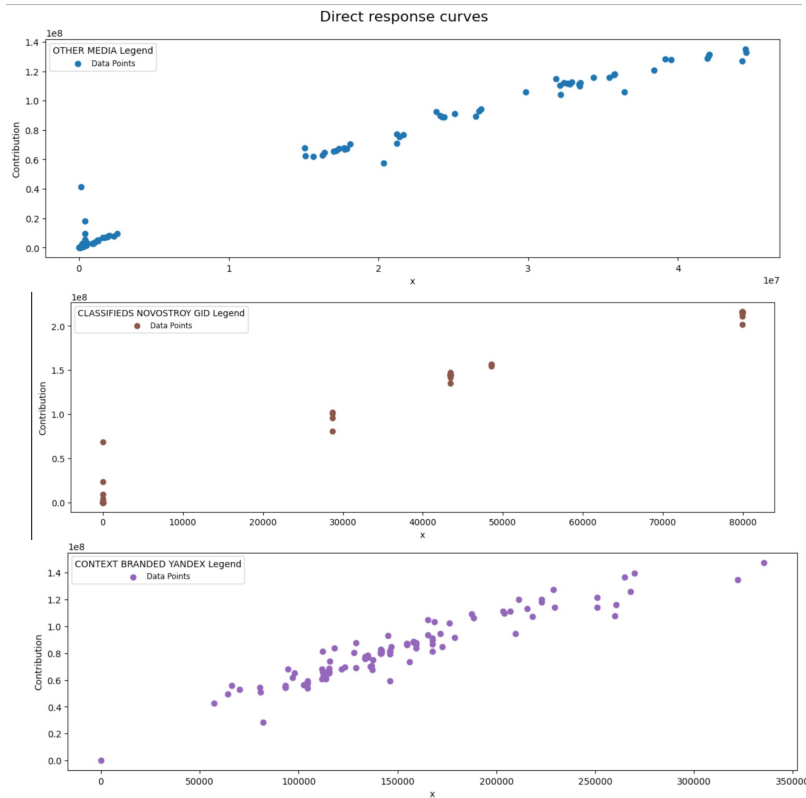 Direct response curves
1e8
OTHER MEDIA Legend
Data Points
Contribution
1.4
1.2
1.0
0.8
0.6
0.4
0.2
0.0
0 1 2 3 4
x
1e7
1e8
CLASSIFIEDS NOVOSTROY GID Legend
Data Points
Contribution
2.0
1.5
1.0
0.5
0.0
0 10000 20000 30000 40000 50000 60000 70000 80000
x
1e8
CONTEXT BRANDED YANDEX Legend
Data Points
Contribution
1.4
1.2
1.0
0.8
0.6
0.4
0.2
0.0
0 50000 100000 150000 200000 250000 300000 350000
x